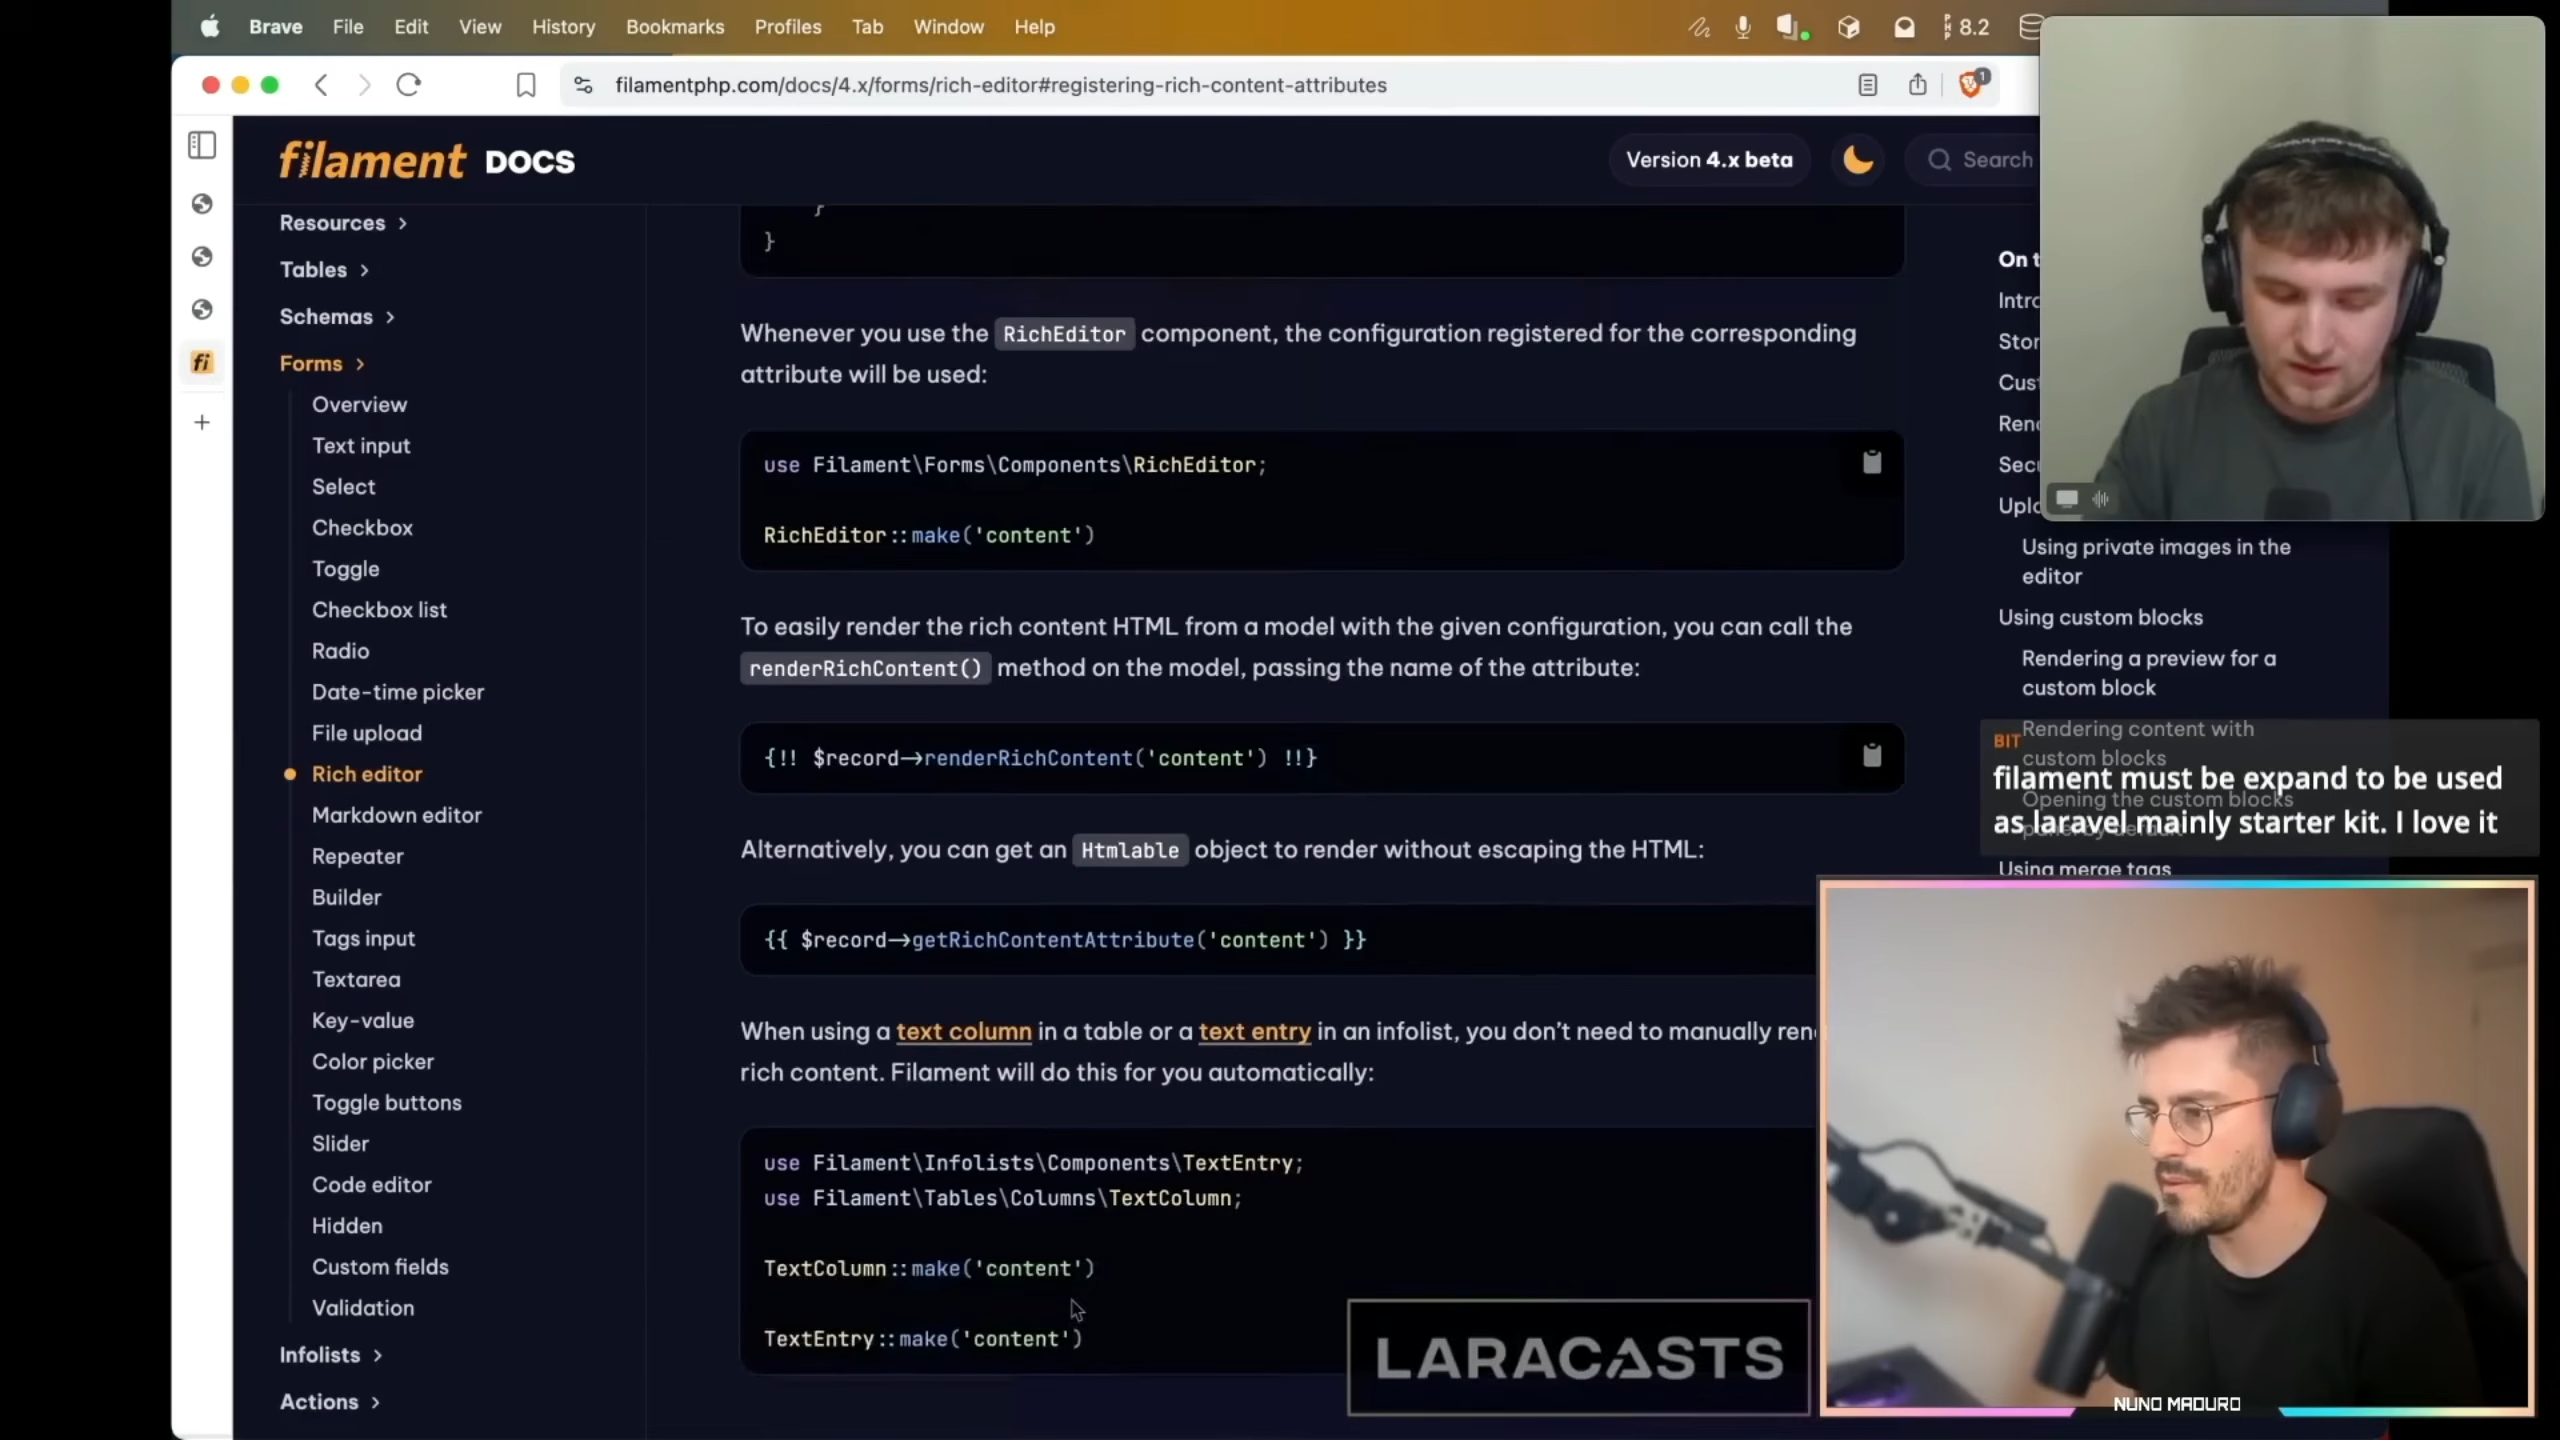 Brave File Edit View History Bookmarks Profiles Tab Window Help
PHP 8.2
filamentphp.com/docs/4.x/forms/rich-editor#registering-rich-content-attributes
1
filament DOCS
Version 4.x beta
Search
fi
Resources
Tables
Schemas
Forms
Overview
Text input
Select
Checkbox
Toggle
Checkbox list
Radio
Date-time picker
File upload
Rich editor
Markdown editor
Repeater
Builder
Tags input
Textarea
Key-value
Color picker
Toggle buttons
Slider
Code editor
Hidden
Custom fields
Validation
Infolists
Actions
}
}
Whenever you use the RichEditor component, the configuration registered for the corresponding
attribute will be used:
use Filament\Forms\Components\RichEditor;
RichEditor::make('content')
To easily render the rich content HTML from a model with the given configuration, you can call the
renderRichContent() method on the model, passing the name of the attribute:
{!! $record->renderRichContent('content') !!}
Alternatively, you can get an Htmlable object to render without escaping the HTML:
{{ $record->getRichContentAttribute('content') }}
When using a text column in a table or a text entry in an infolist, you don't need to manually ren
rich content. Filament will do this for you automatically:
use Filament\Infolists\Components\TextEntry;
use Filament\Tables\Columns\TextColumn;
TextColumn::make('content')
TextEntry::make('content')
On t
Intro
Stor
Cust
Rend
Secu
Uplo
Using private images in the
editor
Using custom blocks
Rendering a preview for a
custom block
Rendering content with
custom blocks
Opening the custom blocks
Using merge tags
BIT
filament must be expand to be used
as laravel mainly starter kit. I love it
LARACASTS
NUNO MADURO